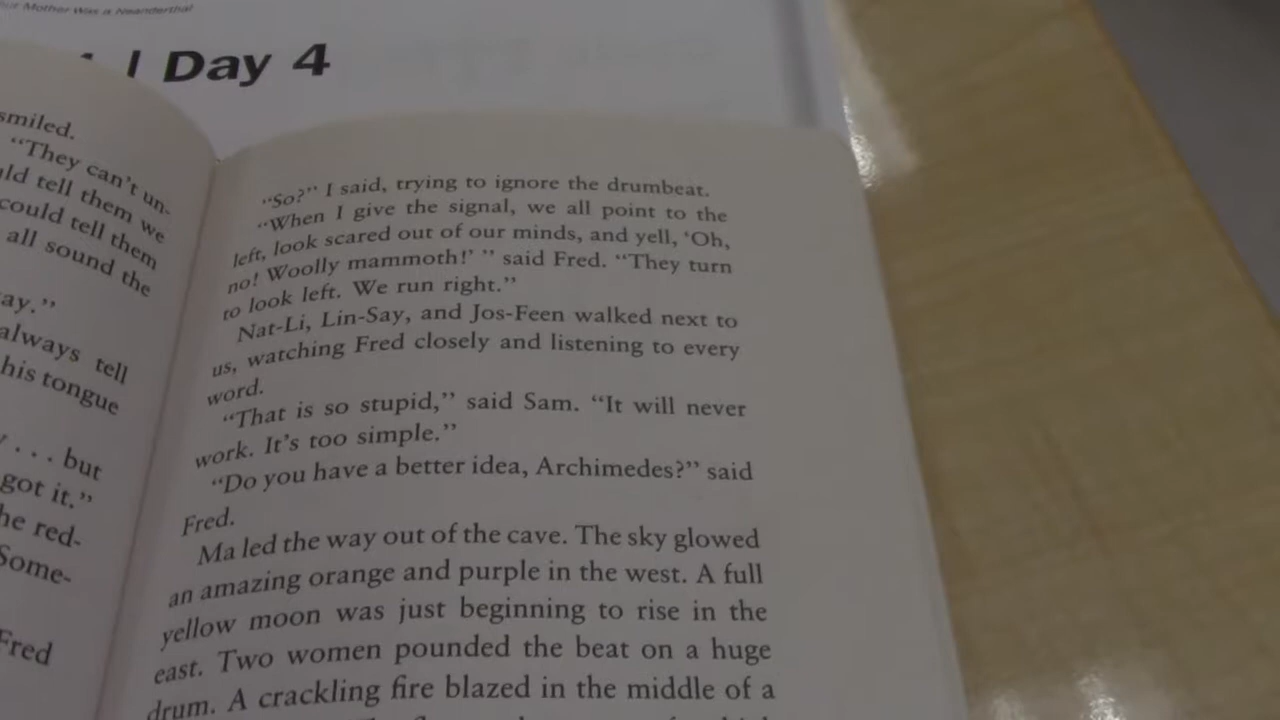 Mother Was a Neanderthal
| Day 4
smiled.
“They can’t un-
ld tell them we
could tell them
all sound the
ay.”
always tell
his tongue
. . . but
got it.”
he red-
Some-
Fred
“So?” I said, trying to ignore the drumbeat.
“When I give the signal, we all point to the
left, look scared out of our minds, and yell, ‘Oh,
no! Woolly mammoth!’ ” said Fred. “They turn
to look left. We run right.”
Nat-Li, Lin-Say, and Jos-Feen walked next to
us, watching Fred closely and listening to every
word.
“That is so stupid,” said Sam. “It will never
work. It’s too simple.”
“Do you have a better idea, Archimedes?” said
Fred.
Ma led the way out of the cave. The sky glowed
an amazing orange and purple in the west. A full
yellow moon was just beginning to rise in the
east. Two women pounded the beat on a huge
drum. A crackling fire blazed in the middle of a